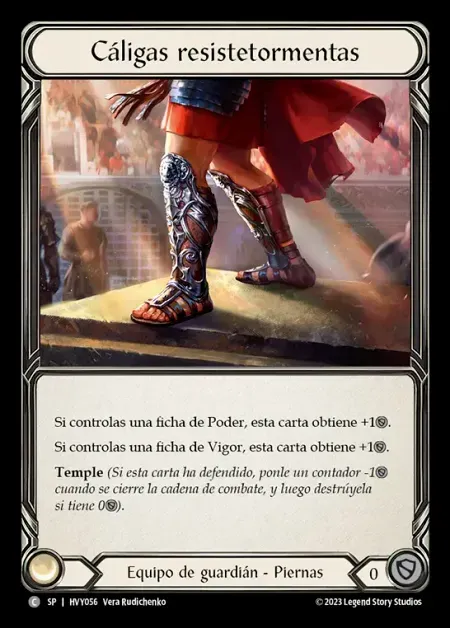 Cáligas resistetormentas
Si controlas una ficha de Poder, esta carta obtiene +1.
Si controlas una ficha de Vigor, esta carta obtiene +1.
Temple (Si esta carta ha defendido, ponle un contador -1
cuando se cierre la cadena de combate, y luego destrúyela
si tiene 0).
Equipo de guardián - Piernas
0
C SP | HVY056 Vera Rudichenko
© 2023 Legend Story Studios